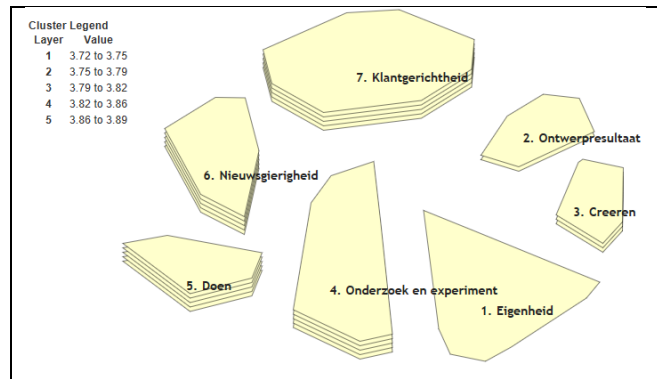 Cluster Legend
Layer Value
1 3.72 to 3.75
2 3.75 to 3.79
3 3.79 to 3.82
4 3.82 to 3.86
5 3.86 to 3.89
7. Klantgerichtheid
2. Ontwerpresultaat
6. Nieuwsgierigheid
3. Creeren
5. Doen
4. Onderzoek en experiment
1. Eigenheid